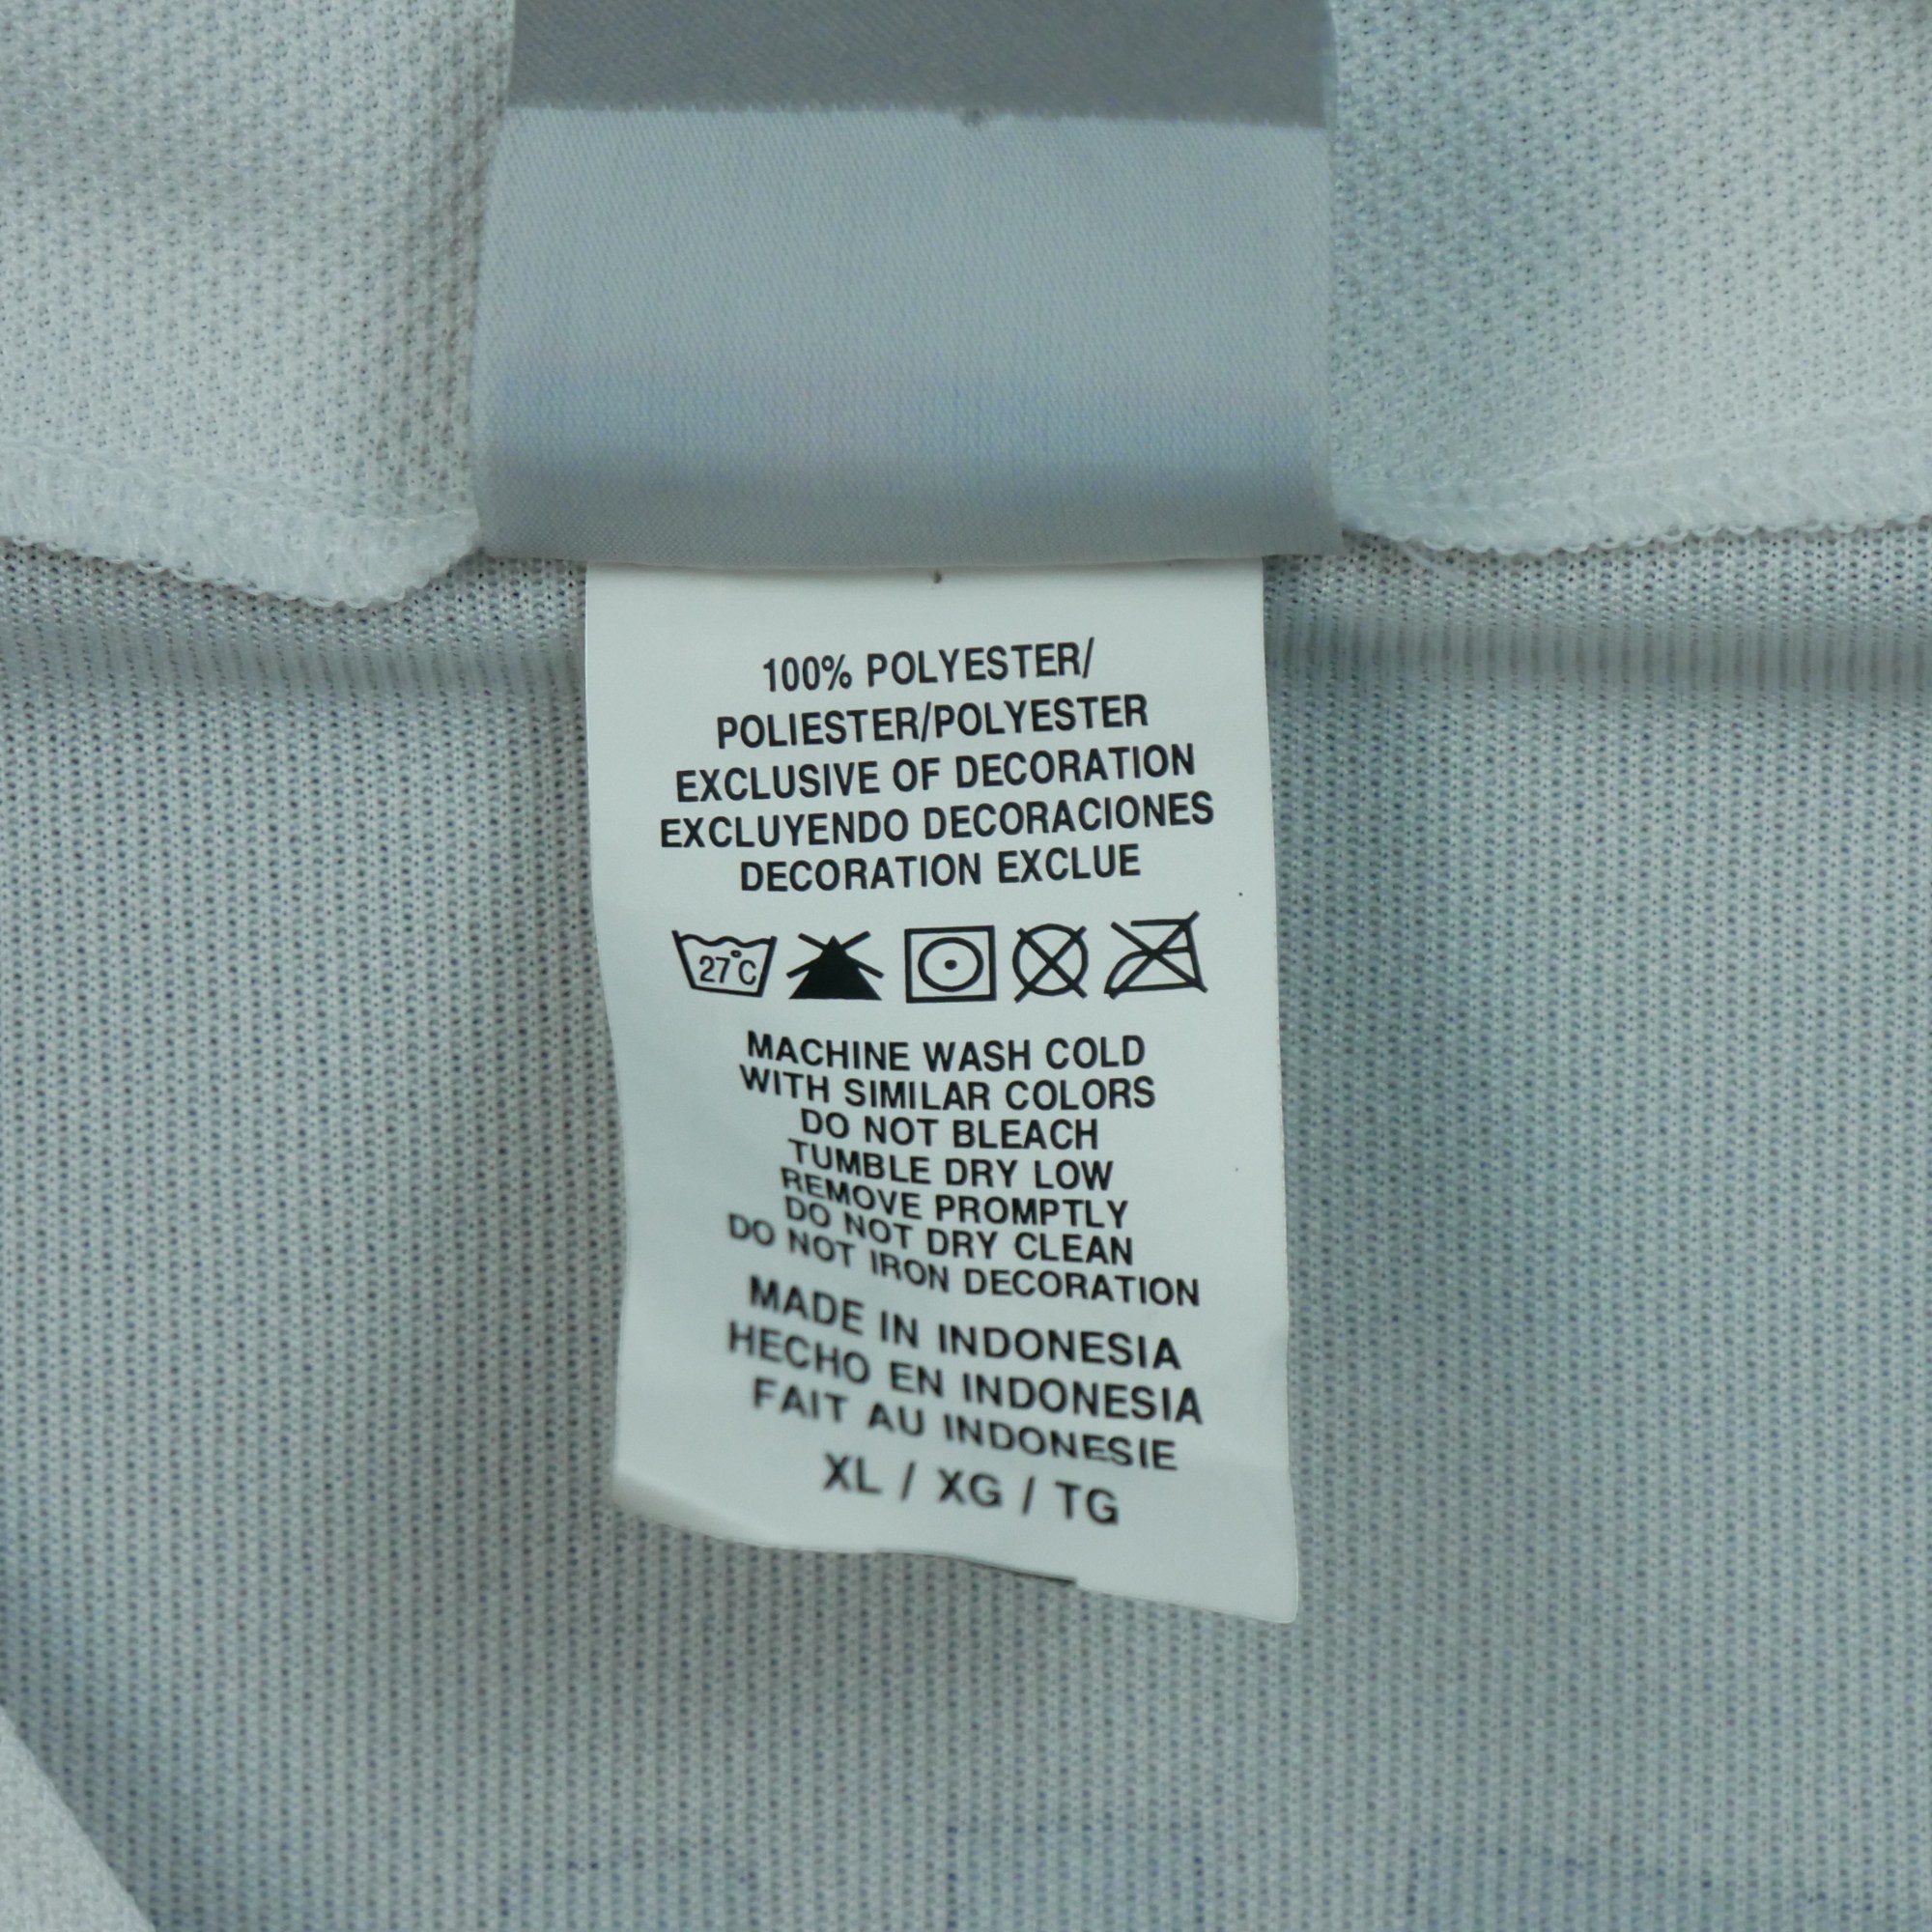 100% POLYESTER/
POLIESTER/POLYESTER
EXCLUSIVE OF DECORATION
EXCLUYENDO DECORACIONES
DECORATION EXCLUE
27°C
MACHINE WASH COLD
WITH SIMILAR COLORS
DO NOT BLEACH
TUMBLE DRY LOW
REMOVE PROMPTLY
DO NOT DRY CLEAN
DO NOT IRON DECORATION
MADE IN INDONESIA
HECHO EN INDONESIA
FAIT AU INDONESIE
XL / XG / TG